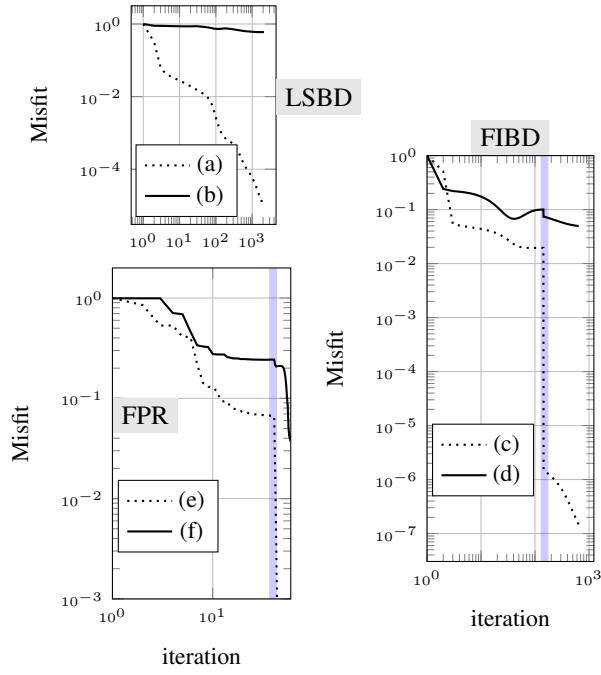 10^0
10^−2
10^−4
Misfit
(a)
(b)
10^0 10^1 10^2 10^3
LSBD
FIBD
10^0
10^−1
10^−2
10^−3
10^−4
10^−5
10^−6
10^−7
Misfit
(c)
(d)
10^0 10^3
iteration
10^0
10^−1
10^−2
10^−3
Misfit
FPR
(e)
(f)
10^0 10^1
iteration